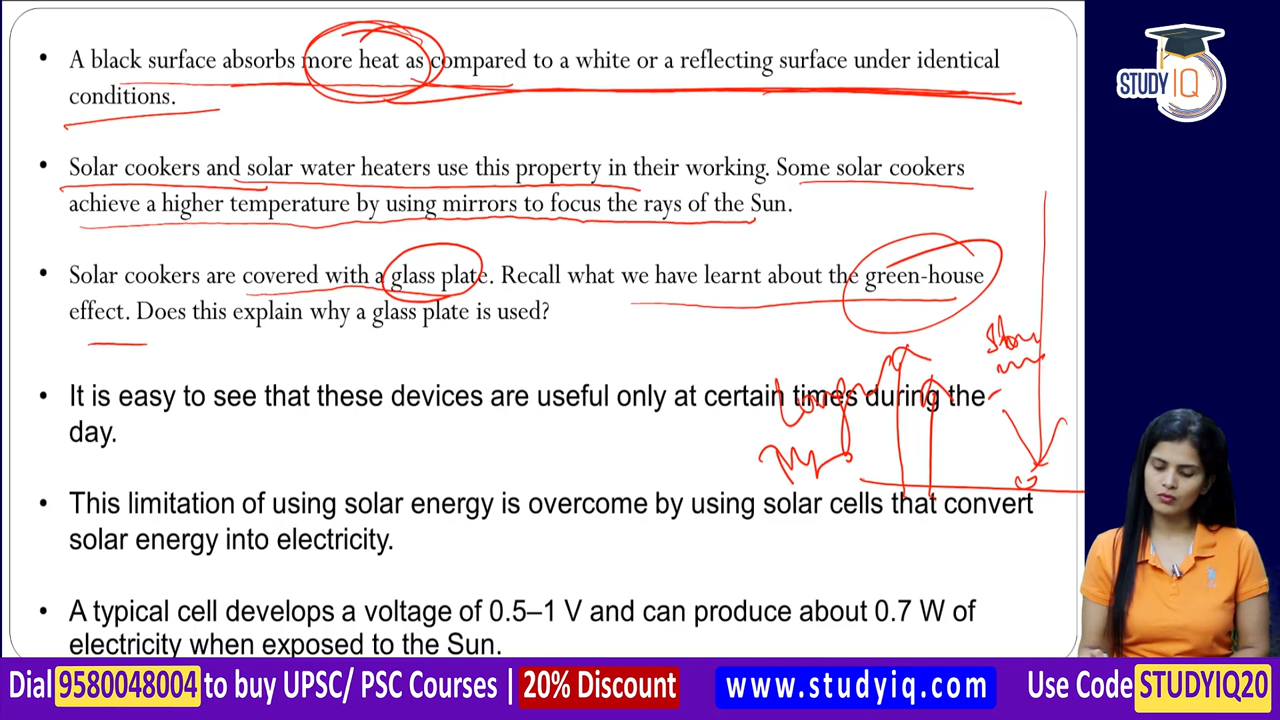 • A black surface absorbs more heat as compared to a white or a reflecting surface under identical
conditions.
STUDY IQ
• Solar cookers and solar water heaters use this property in their working. Some solar cookers
achieve a higher temperature by using mirrors to focus the rays of the Sun.
• Solar cookers are covered with a glass plate. Recall what we have learnt about the green-house
effect. Does this explain why a glass plate is used?
• It is easy to see that these devices are useful only at certain times during the
day.
Longer
• This limitation of using solar energy is overcome by using solar cells that convert
solar energy into electricity.
• A typical cell develops a voltage of 0.5–1 V and can produce about 0.7 W of
electricity when exposed to the Sun.
Dial 9580048004 to buy UPSC/ PSC Courses | 20% Discount www.studyiq.com Use Code STUDYIQ20